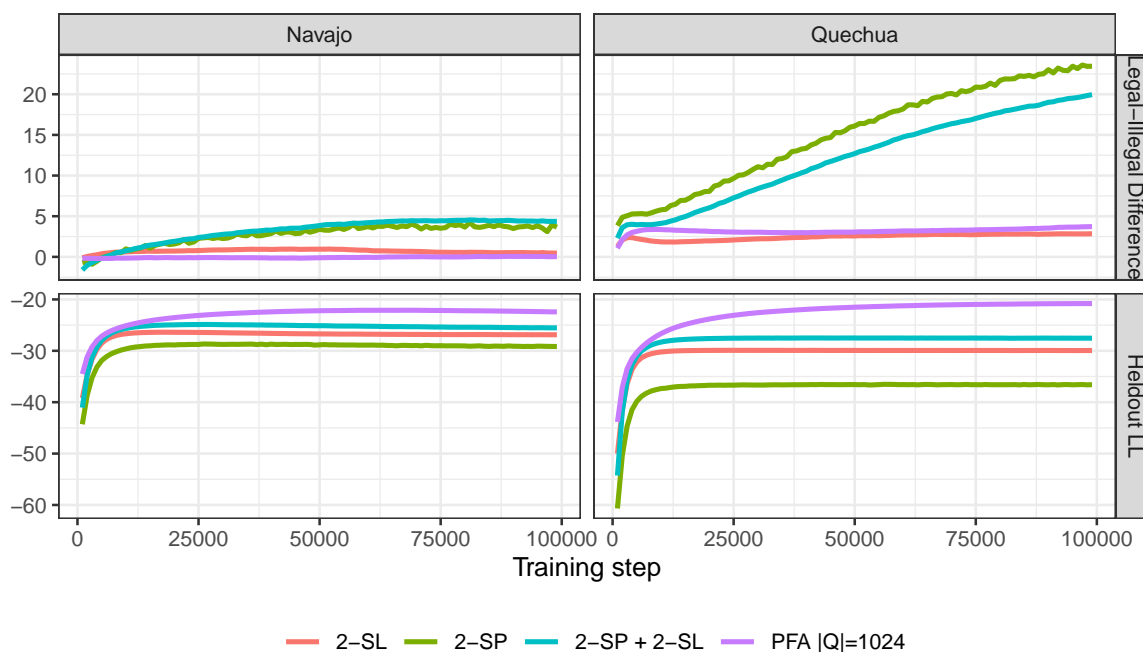 Navajo
Quechua
20
15
10
5
0
Legal−Illegal Difference
−20
−30
−40
−50
−60
Heldout LL
0 25000 50000 75000 100000
0 25000 50000 75000 100000
Training step
2−SL 2−SP 2−SP + 2−SL PFA |Q|=1024